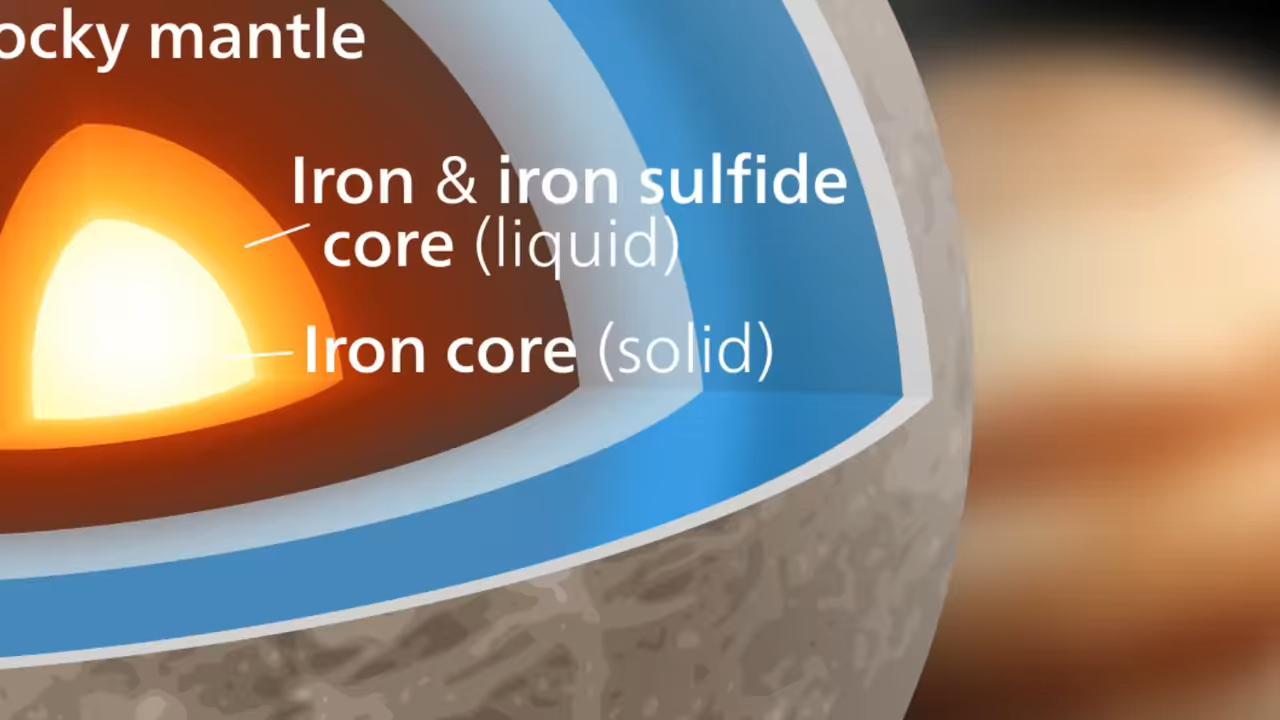 ocky mantle
Iron & iron sulfide
core (liquid)
Iron core (solid)